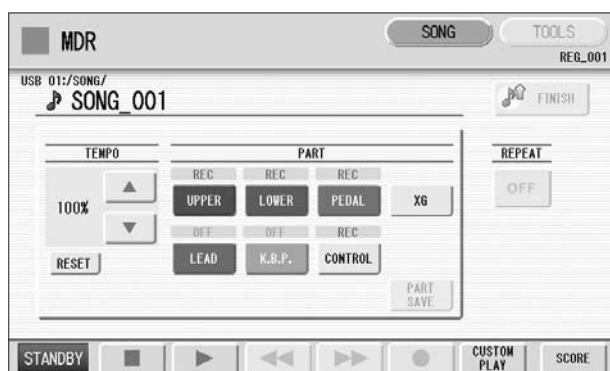 MDR
SONG
TOOLS
REG_001
USB 01:/SONG/
SONG_001
FINISH
TEMPO
PART
REPEAT
REC
REC
REC
100%
UPPER
LOWER
PEDAL
XG
OFF
OFF
OFF
REC
RESET
LEAD
K.B.P.
CONTROL
PART
SAVE
STANDBY
CUSTOM
PLAY
SCORE